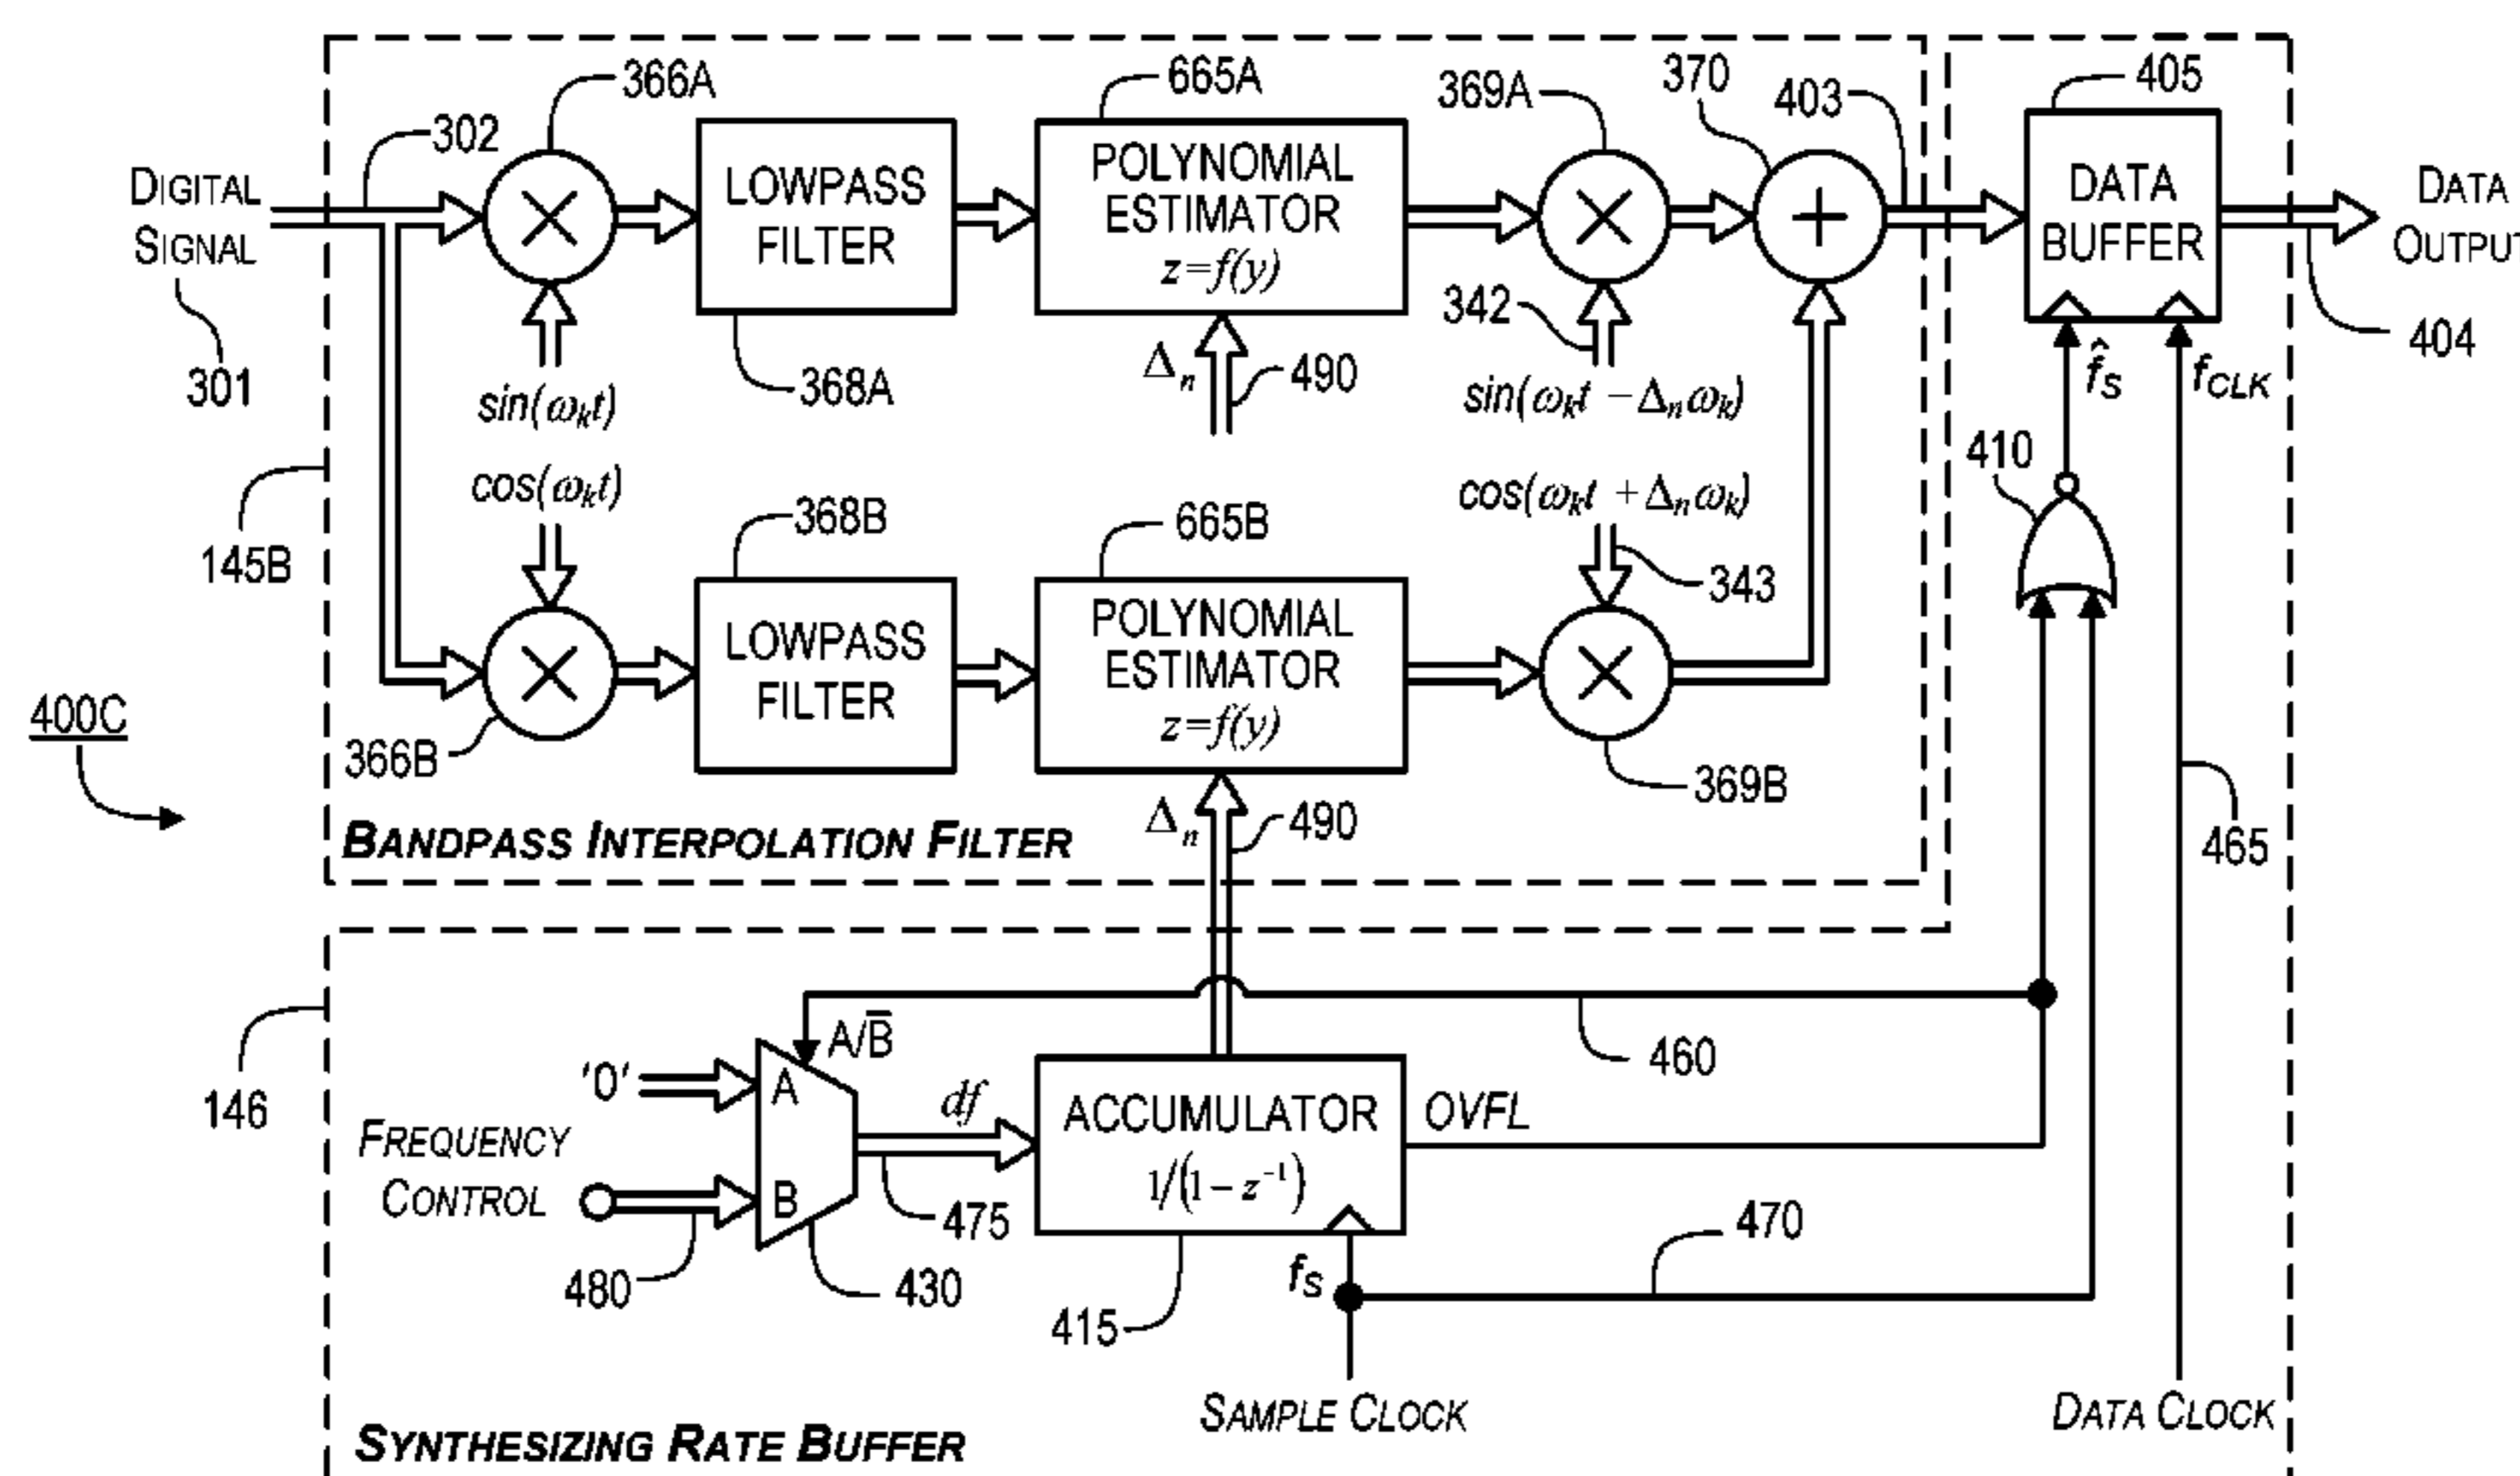 366A
665A
369A
370
403
405
302
DIGITAL
SIGNAL
LOWPASS
FILTER
POLYNOMIAL
ESTIMATOR
z=f(y)
DATA
BUFFER
DATA
OUTPUT
301
sin(ωₖt)
368A
Δₙ
490
342
sin(ωₖt − Δₙωₖ)
f̂S
fCLK
404
cos(ωₖt)
368B
665B
cos(ωₖt + Δₙωₖ)
343
410
145B
LOWPASS
FILTER
POLYNOMIAL
ESTIMATOR
z=f(y)
400C
366B
369B
BANDPASS INTERPOLATION FILTER
Δₙ
490
465
146
'0'
A
A/B̅
460
FREQUENCY
CONTROL
B
df
ACCUMULATOR
1/(1 − z⁻¹)
OVFL
480
430
475
415
fS
470
SAMPLE CLOCK
DATA CLOCK
SYNTHESIZING RATE BUFFER